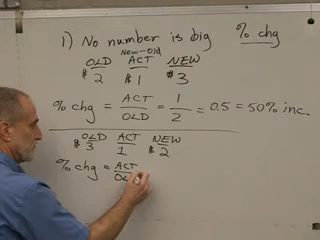 1) No number is big % chg
New-Old
OLD ACT NEW
$2 $1 $3
% chg = ACT/OLD = 1/2 = 0.5 = 50% inc.
OLD ACT NEW
$3 1 $2
% chg = ACT/OLD